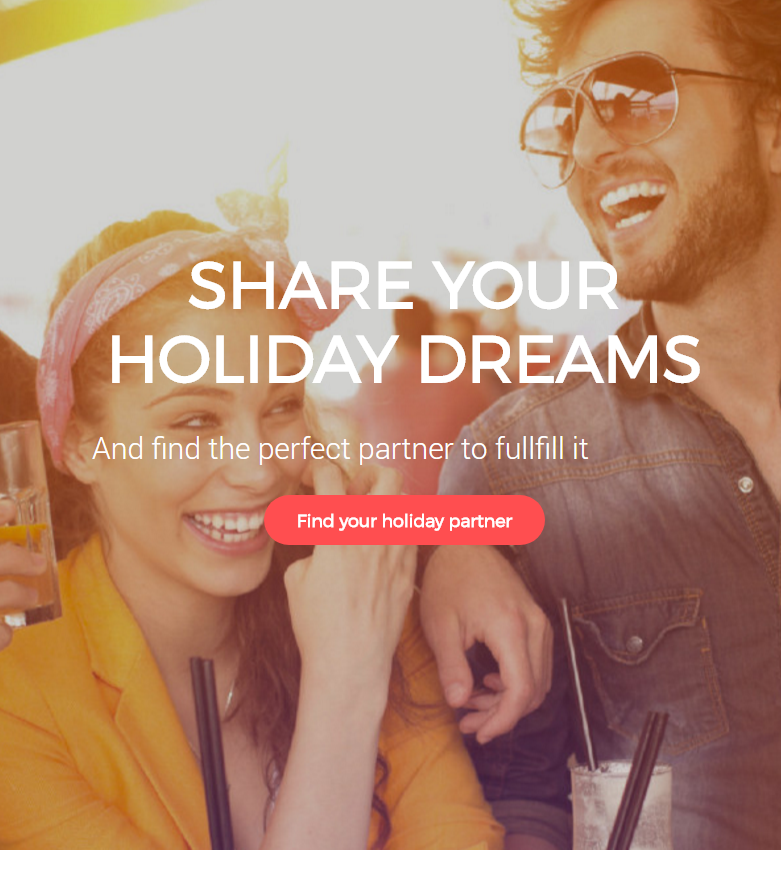 SHARE YOUR
HOLIDAY DREAMS
And find the perfect partner to fullfill it
Find your holiday partner